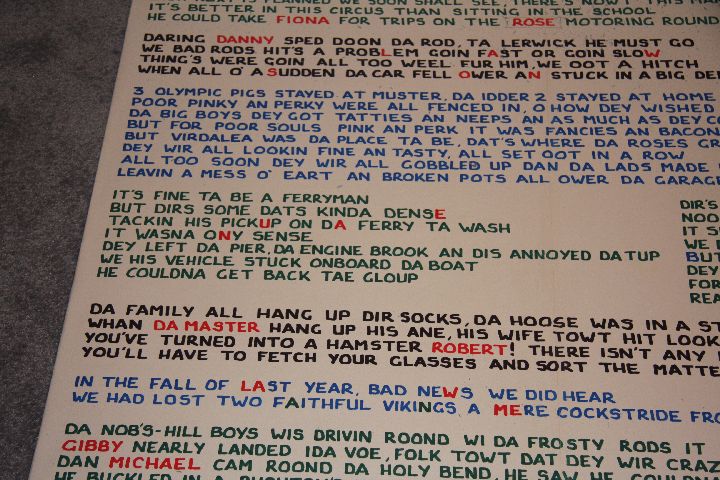 IT'S BETTER IN THIS CIRCUS THAN SITTING IN THE SCHOOL
HE COULD TAKE FIONA FOR TRIPS ON THE ROSE MOTORING ROUND
DARING DANNY SPED DOON DA ROD, TA LERWICK HE MUST GO
WE BAD RODS HIT'S A PROBLEM GOIN FAST OR GOIN SLOW
THING'S WERE GOIN ALL TOO WEEL FUR HIM, WE OOT A HITCH
WHEN ALL O' A SUDDEN DA CAR FELL OWER AN STUCK IN A BIG
3 OLYMPIC PIGS STAYED AT MUSTER, DA IDDER 2 STAYED AT HOME
POOR PINKY AN PERKY WERE ALL FENCED IN, O HOW DEY WISHED
DA BIG BOYS DEY GOT TATTIES AN NEEPS AN AS MUCH AS DEY
BUT FOR POOR SOULS PINK AN PERK IT WAS FANCIES AN BACON
BUT VIRDALEA WAS DA PLACE TA BE, DAT'S WHERE DA ROSES
DEY WIR ALL LOOKIN FINE AN TASTY, ALL SET OOT IN A ROW
ALL TOO SOON DEY WIR ALL GOBBLED UP DAN DA LADS MADE
LEAVIN A MESS O' EART AN BROKEN POTS ALL OWER DA
IT'S FINE TA BE A FERRYMAN
BUT DIRS SOME DATS KINDA DENSE
TACKIN HIS PICKUP ON DA FERRY TA WASH
IT WASNA ONY SENSE
DEY LEFT DA PIER, DA ENGINE BROOK AN DIS ANNOYED DA TUP
WE HIS VEHICLE STUCK ONBOARD DA BOAT
HE COULDNA GET BACK TAE GLOUP
DIR'S
NOO
IT
WE
BUT
DEY
FOR
DA FAMILY ALL HANG UP DIR SOCKS, DA HOOSE WAS IN A
WHAN DA MASTER HANG UP HIS ANE, HIS WIFE TOWT HIT LOOK
YOU'VE TURNED INTO A HAMSTER ROBERT! THERE ISN'T ANY
YOU'LL HAVE TO FETCH YOUR GLASSES AND SORT THE
IN THE FALL OF LAST YEAR, BAD NEWS WE DID HEAR
WE HAD LOST TWO FAITHFUL VIKINGS, A MERE COCKSTRIDE
DA NOB'S-HILL BOYS WIS DRIVIN ROOND WI DA FROSTY RODS IT
GIBBY NEARLY LANDED IDA VOE, FOLK TOWT DAT DEY WIR
DAN MICHAEL CAM ROOND DA HOLY BEND, HE SAW HE
HE BUCKLED IN A